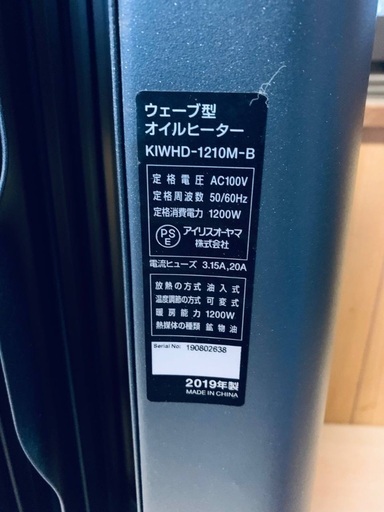 ウェーブ型
オイルヒーター
KIWHD-1210M-B
定格電圧 AC100V
定格周波数 50/60Hz
定格消費電力 1200W
PSE アイリスオーヤマ
株式会社
電流ヒューズ 3.15A,20A
放熱の方式 油入式
温度調節の方式 可変式
暖房能力 1200W
熱媒体の種類 鉱物油
Serial No. 190802638
2019年製
MADE IN CHINA